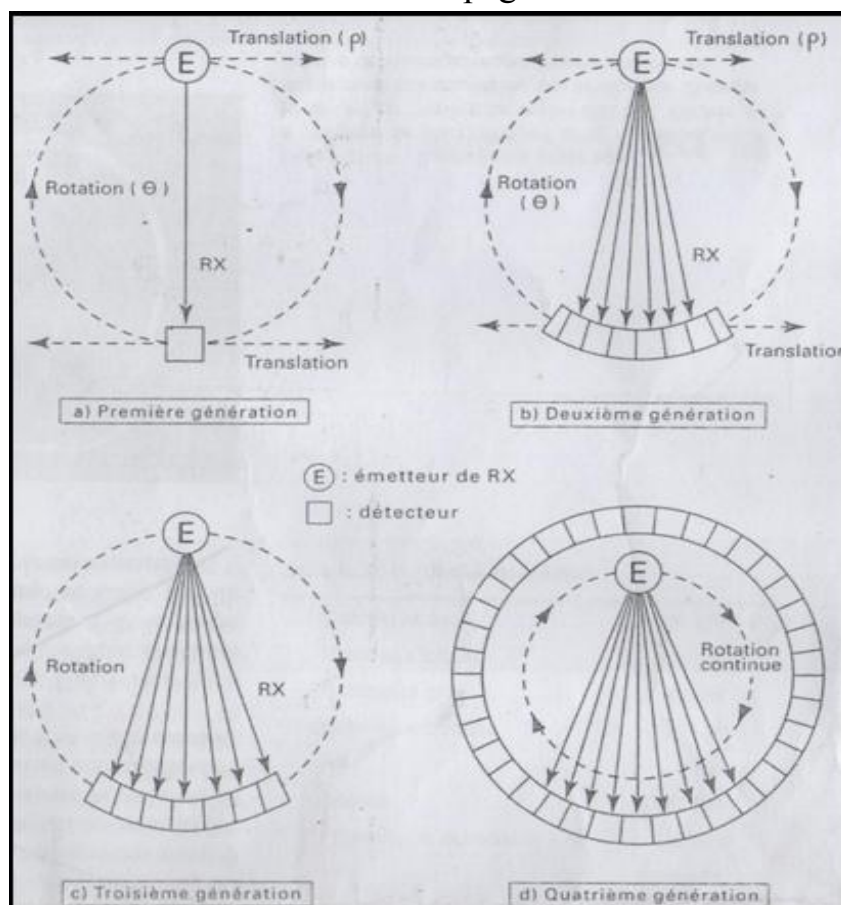 Translation (ρ)
E
Rotation (Θ)
RX
Translation
a) Première génération
Translation (ρ)
E
Rotation
(Θ)
RX
Translation
b) Deuxième génération
E : émetteur de RX
: détecteur
E
Rotation
RX
c) Troisième génération
E
Rotation
continue
d) Quatrième génération